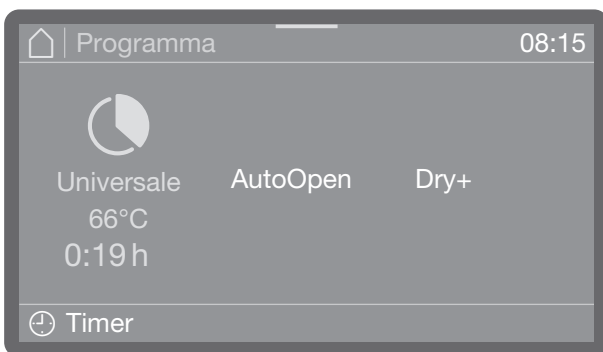 Programma 08:15
Universale AutoOpen Dry+
66°C
0:19 h
Timer